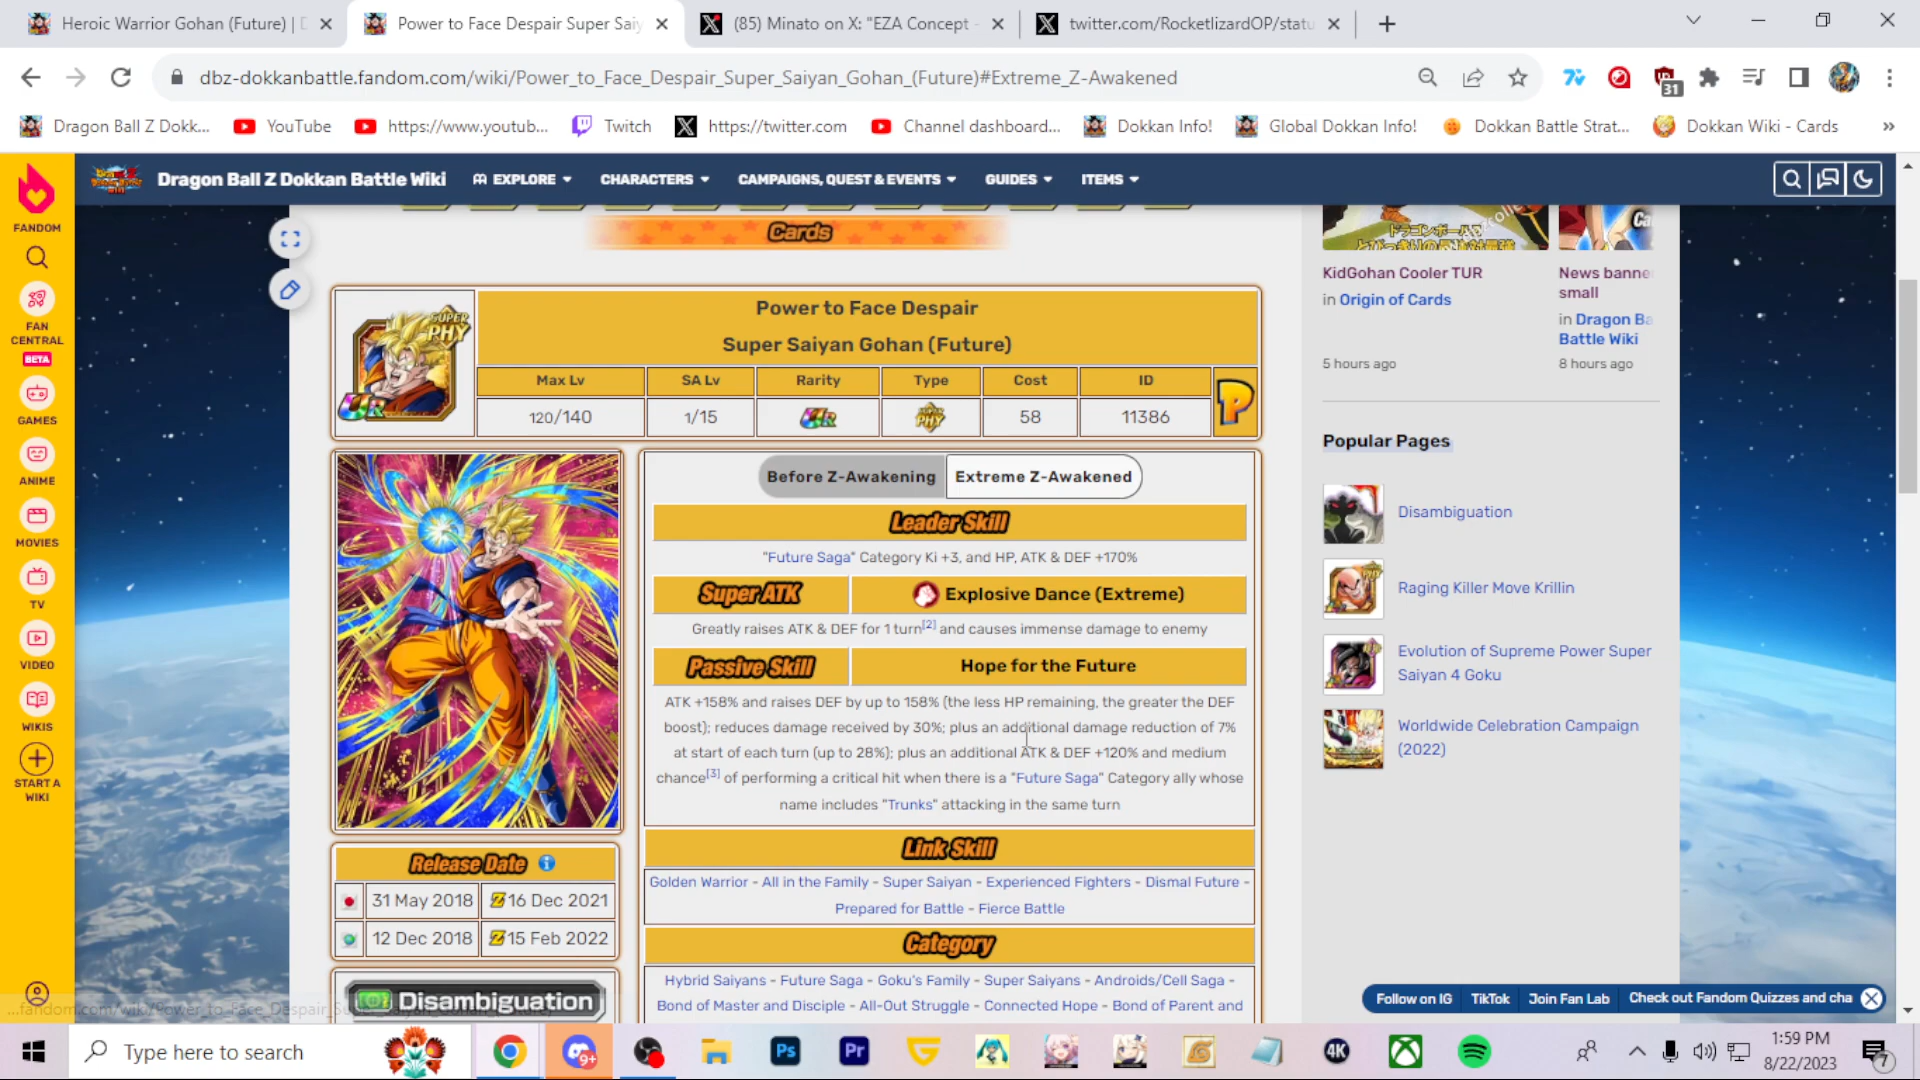 Heroic Warrior Gohan (Future) | D
Power to Face Despair Super Saiy
(85) Minato on X: "EZA Concept -
twitter.com/RocketlizardOP/statu
dbz-dokkanbattle.fandom.com/wiki/Power_to_Face_Despair_Super_Saiyan_Gohan_(Future)#Extreme_Z-Awakened
31
Dragon Ball Z Dokk...
YouTube
https://www.youtub...
Twitch
https://twitter.com
Channel dashboard...
Dokkan Info!
Global Dokkan Info!
Dokkan Battle Strat...
Dokkan Wiki - Cards
»
Dragon Ball Z Dokkan Battle Wiki
EXPLORE
CHARACTERS
CAMPAIGNS, QUEST & EVENTS
GUIDES
ITEMS
FANDOM
FAN
CENTRAL
BETA
GAMES
ANIME
MOVIES
TV
VIDEO
WIKIS
START A
WIKI
Cards
SUPER
PHY
UR
Power to Face Despair
Super Saiyan Gohan (Future)
Max Lv
SA Lv
Rarity
Type
Cost
ID
120/140
1/15
UR
SUPER
PHY
58
11386
P
Before Z-Awakening
Extreme Z-Awakened
Leader Skill
"Future Saga" Category Ki +3, and HP, ATK & DEF +170%
Super ATK
Explosive Dance (Extreme)
Greatly raises ATK & DEF for 1 turn[2] and causes immense damage to enemy
Passive Skill
Hope for the Future
ATK +158% and raises DEF by up to 158% (the less HP remaining, the greater the DEF
boost); reduces damage received by 30%; plus an additional damage reduction of 7%
at start of each turn (up to 28%); plus an additional ATK & DEF +120% and medium
chance[3] of performing a critical hit when there is a "Future Saga" Category ally whose
name includes "Trunks" attacking in the same turn
Link Skill
Golden Warrior - All in the Family - Super Saiyan - Experienced Fighters - Dismal Future -
Prepared for Battle - Fierce Battle
Category
Hybrid Saiyans - Future Saga - Goku's Family - Super Saiyans - Androids/Cell Saga -
Bond of Master and Disciple - All-Out Struggle - Connected Hope - Bond of Parent and
Release Date
31 May 2018
Z 16 Dec 2021
12 Dec 2018
Z 15 Feb 2022
Disambiguation
KidGohan Cooler TUR
in Origin of Cards
5 hours ago
News banne
small
in Dragon Ba
Battle Wiki
8 hours ago
Popular Pages
Disambiguation
Raging Killer Move Krillin
Evolution of Supreme Power Super
Saiyan 4 Goku
Worldwide Celebration Campaign
(2022)
Follow on IG
TikTok
Join Fan Lab
Check out Fandom Quizzes and cha
Type here to search
9+
Ps
Pr
4K
1:59 PM
8/22/2023
7